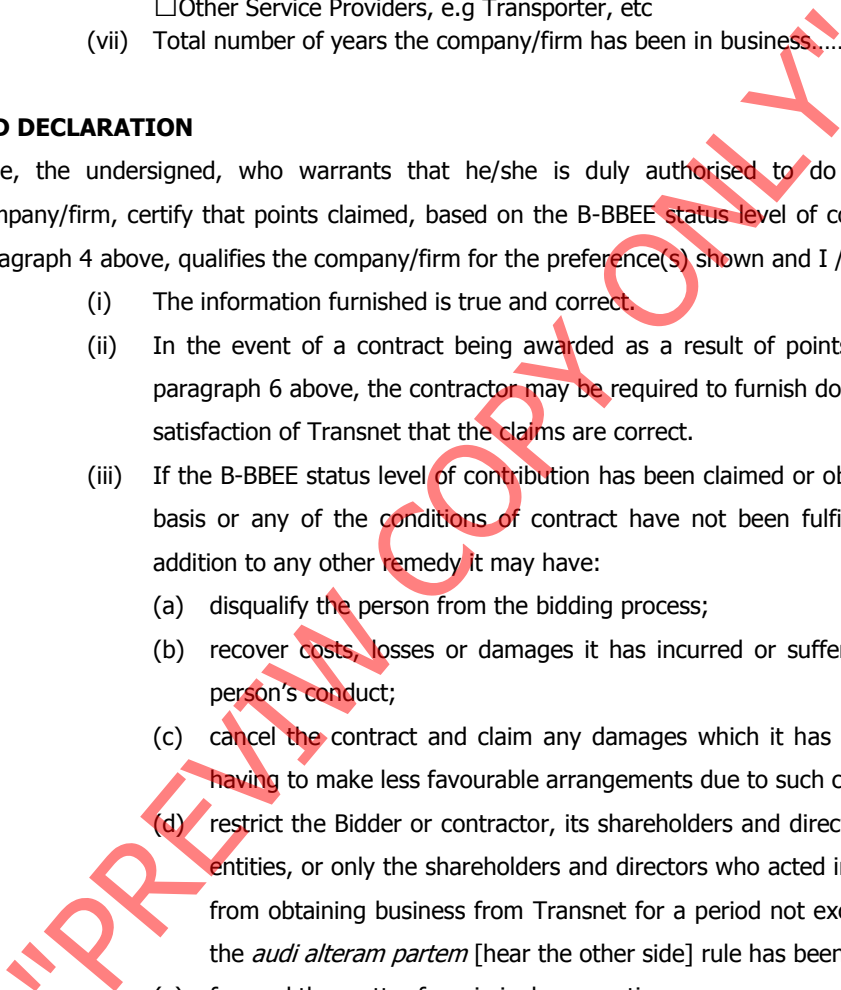 ☐Other Service Providers, e.g Transporter, etc
(vii) Total number of years the company/firm has been in business......
D DECLARATION
e, the undersigned, who warrants that he/she is duly authorised to do
mpany/firm, certify that points claimed, based on the B-BBEE status level of co
agraph 4 above, qualifies the company/firm for the preference(s) shown and I /
(i) The information furnished is true and correct.
(ii) In the event of a contract being awarded as a result of points
paragraph 6 above, the contractor may be required to furnish do
satisfaction of Transnet that the claims are correct.
(iii) If the B-BBEE status level of contribution has been claimed or ob
basis or any of the conditions of contract have not been fulfi
addition to any other remedy it may have:
(a) disqualify the person from the bidding process;
(b) recover costs, losses or damages it has incurred or suffer
person's conduct;
(c) cancel the contract and claim any damages which it has
having to make less favourable arrangements due to such c
(d) restrict the Bidder or contractor, its shareholders and direct
entities, or only the shareholders and directors who acted i
from obtaining business from Transnet for a period not exc
the audi alteram partem [hear the other side] rule has been
"PREVIW COPY ONLY"